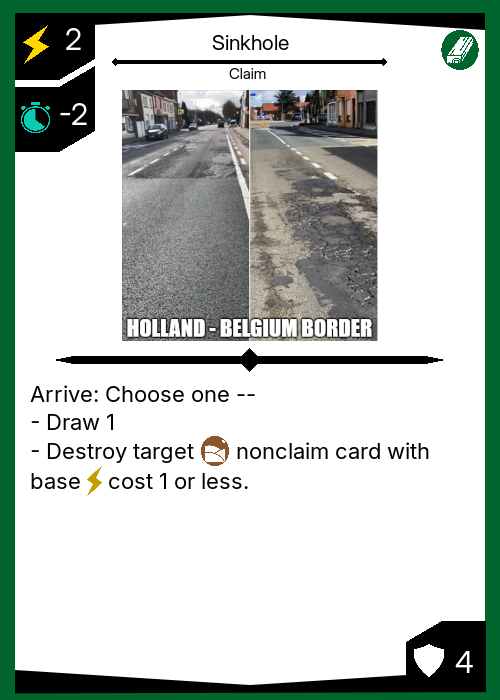 2
Sinkhole
Claim
-2
HOLLAND - BELGIUM BORDER
Arrive: Choose one --
- Draw 1
- Destroy target nonclaim card with
base cost 1 or less.
4